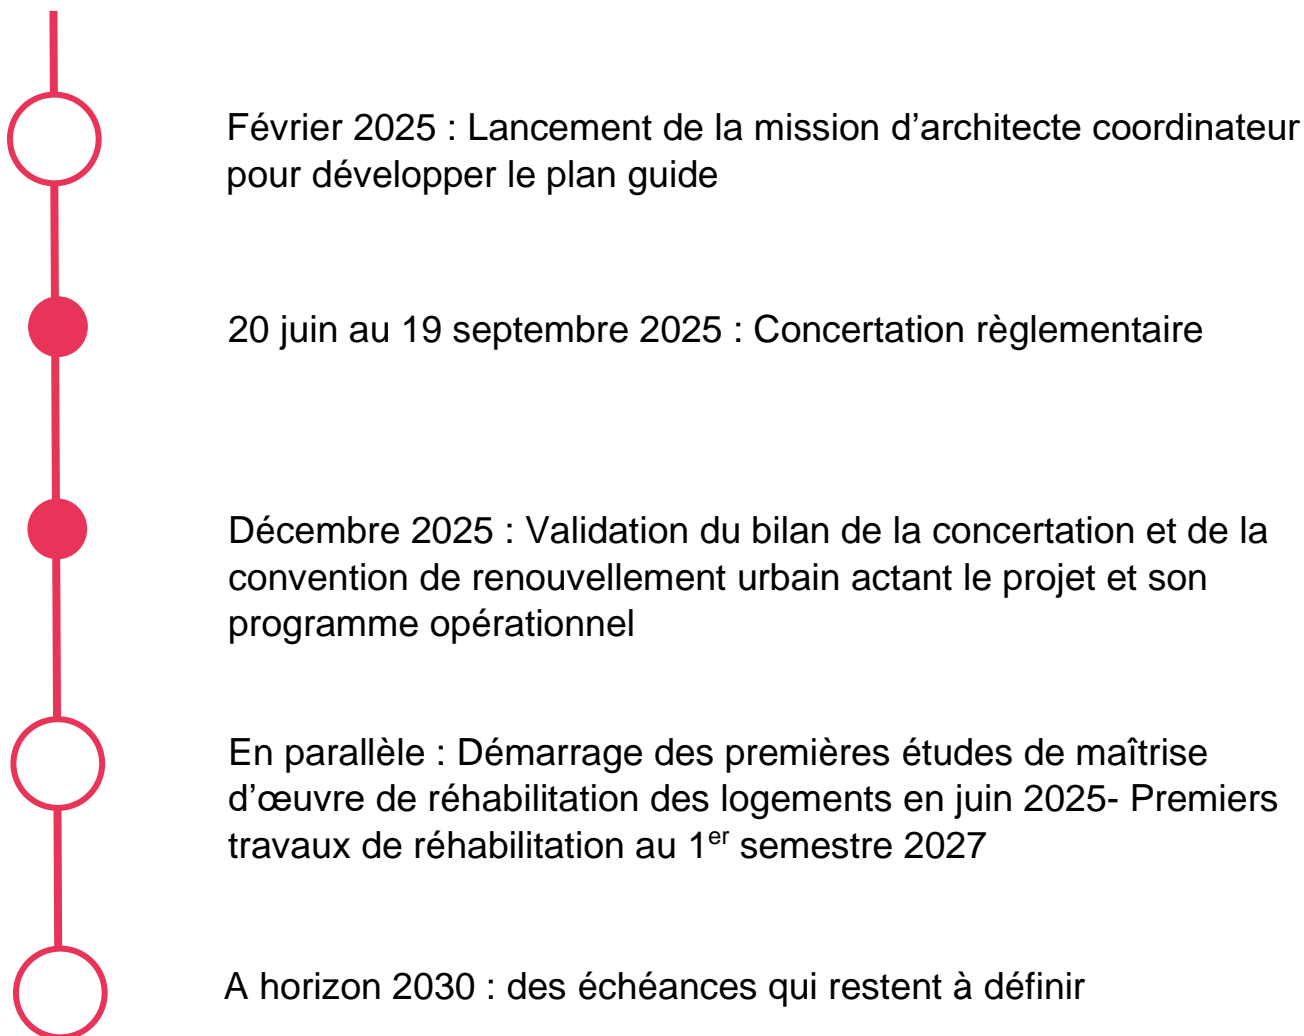 Février 2025 : Lancement de la mission d’architecte coordinateur
pour développer le plan guide
20 juin au 19 septembre 2025 : Concertation règlementaire
Décembre 2025 : Validation du bilan de la concertation et de la
convention de renouvellement urbain actant le projet et son
programme opérationnel
En parallèle : Démarrage des premières études de maîtrise
d’œuvre de réhabilitation des logements en juin 2025- Premiers
travaux de réhabilitation au 1er semestre 2027
A horizon 2030 : des échéances qui restent à définir